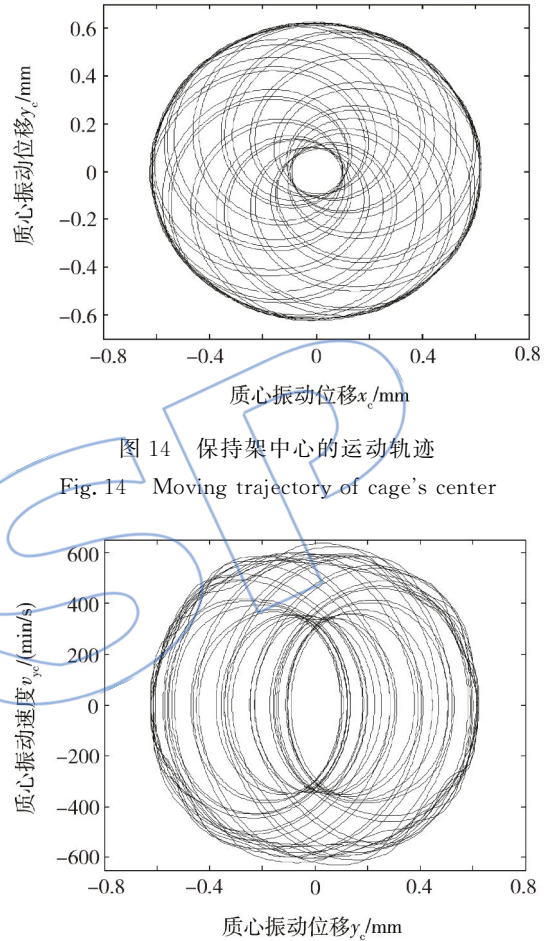 0.6
0.4
0.2
0
−0.2
−0.4
−0.6
质心振动位移y_c/mm
−0.8 −0.4 0 0.4 0.8
质心振动位移x_c/mm
图 14 保持架中心的运动轨迹
Fig. 14 Moving trajectory of cage's center
600
400
200
0
−200
−400
−600
质心振动速度v_yc/(min/s)
−0.8 −0.4 0 0.4 0.8
质心振动位移y_c/mm
SP